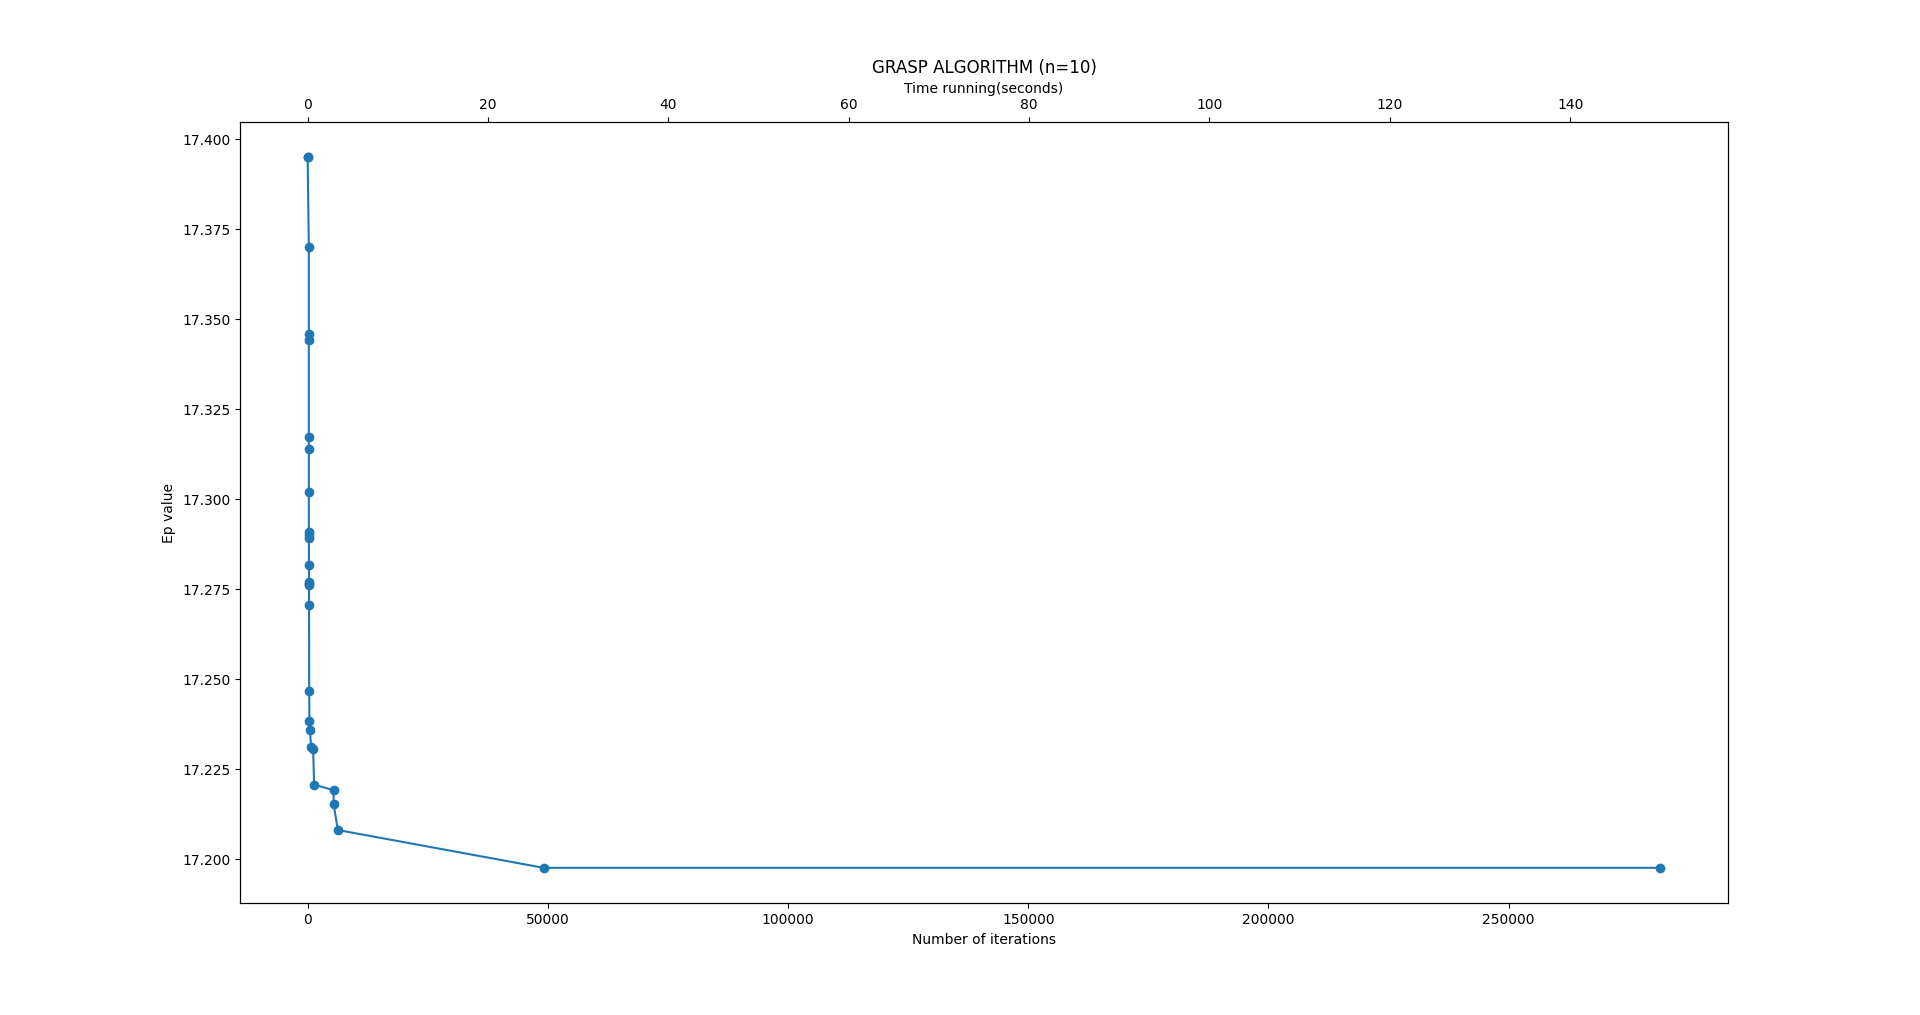 GRASP ALGORITHM (n=10)
Time running(seconds)
0 20 40 60 80 100 120 140
17.400
17.375
17.350
17.325
17.300
Ep value
17.275
17.250
17.225
17.200
0 50000 100000 150000 200000 250000
Number of iterations